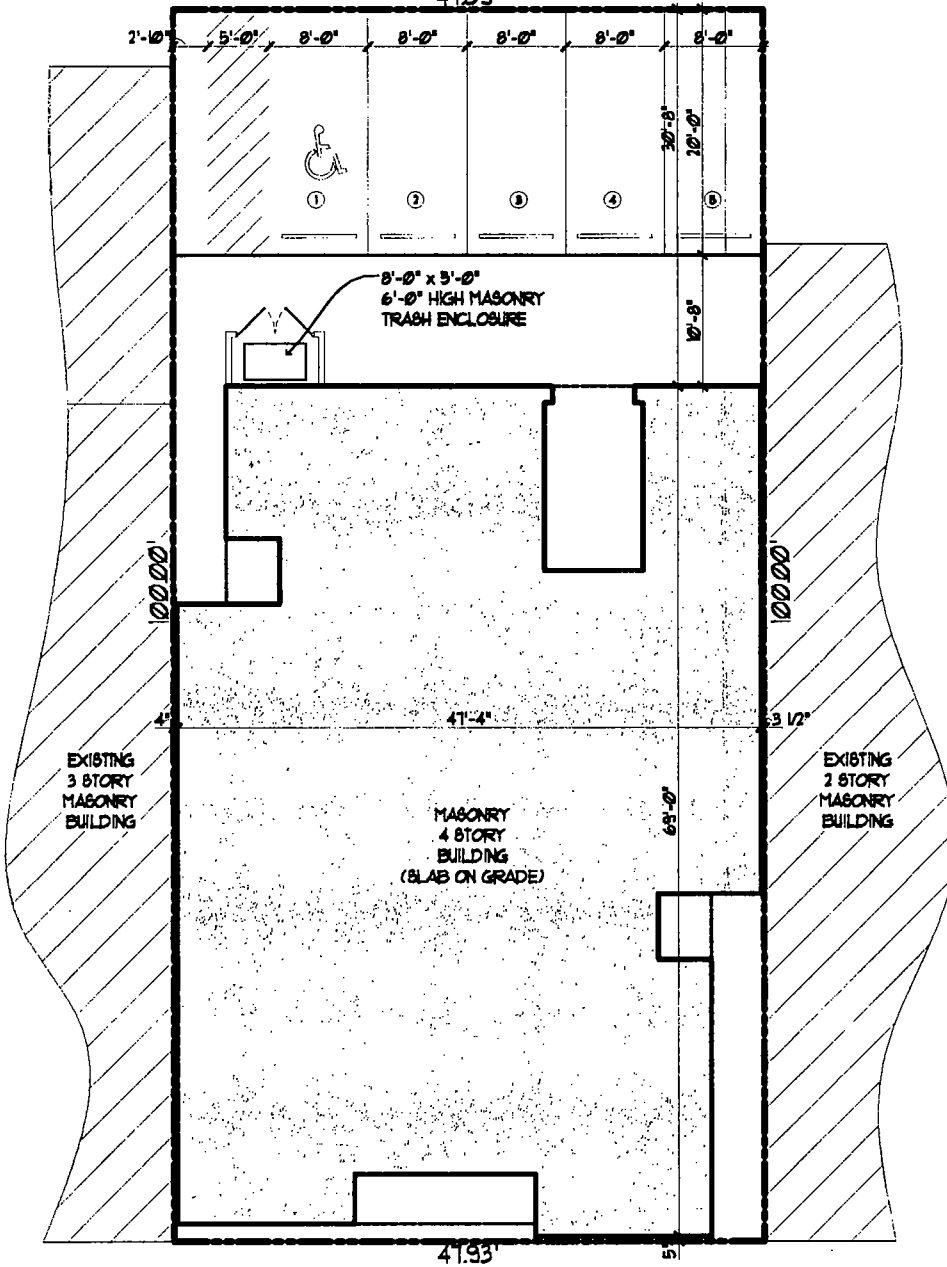 2'-10" 5'-0" 8'-0" 8'-0" 8'-0" 8'-0" 8'-0"
30'-8"
20'-0"
1 2 3 4 5
8'-0" x 3'-0"
6'-0" HIGH MASONRY
TRASH ENCLOSURE
10'-8"
100.00'
100.00'
4" 47'-4" 3 1/2"
EXISTING
3 STORY
MASONRY
BUILDING
MASONRY
4 STORY
BUILDING
(SLAB ON GRADE)
69'-0"
EXISTING
2 STORY
MASONRY
BUILDING
47.93'